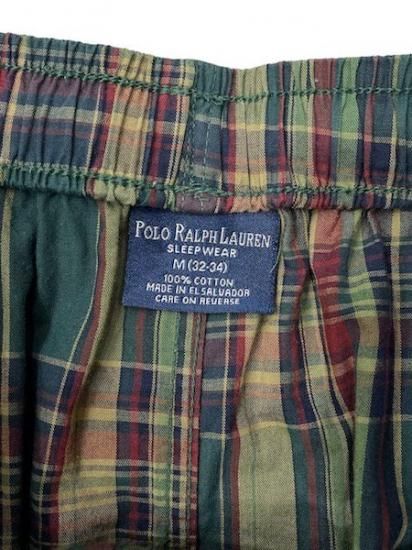 POLO RALPH LAUREN
SLEEPWEAR
M (32-34)
100% COTTON
MADE IN EL SALVADOR
CARE ON REVERSE